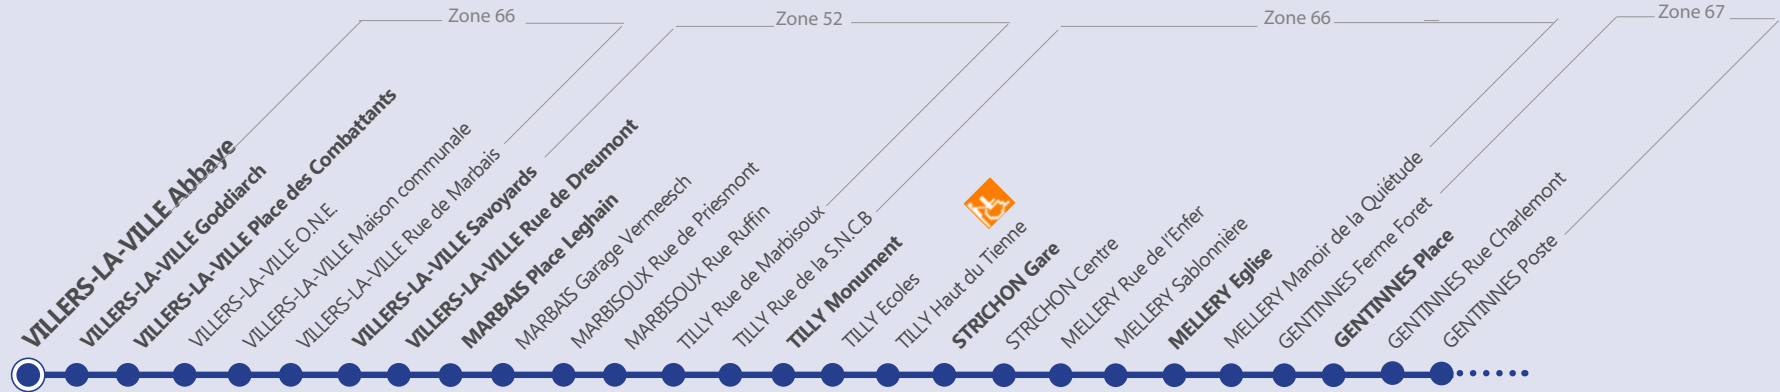 Zone 66
Zone 52
Zone 66
Zone 67
VILLERS-LA-VILLE Abbaye
VILLERS-LA-VILLE Goddiarch
VILLERS-LA-VILLE Place des Combattants
VILLERS-LA-VILLE O.N.E.
VILLERS-LA-VILLE Maison communale
VILLERS-LA-VILLE Rue de Marbais
VILLERS-LA-VILLE Savoyards
VILLERS-LA-VILLE Rue de Dreumont
MARBAIS Place Leghain
MARBAIS Garage Vermeesch
MARBISOUX Rue de Priesmont
MARBISOUX Rue Ruffin
TILLY Rue de Marbisoux
TILLY Rue de la S.N.C.B
TILLY Monument
TILLY Ecoles
TILLY Haut du Tienne
STRICHON Gare
STRICHON Centre
MELLERY Rue de l'Enfer
MELLERY Sablonnière
MELLERY Eglise
MELLERY Manoir de la Quiétude
GENTINNES Ferme Foret
GENTINNES Place
GENTINNES Rue Charlemont
GENTINNES Poste